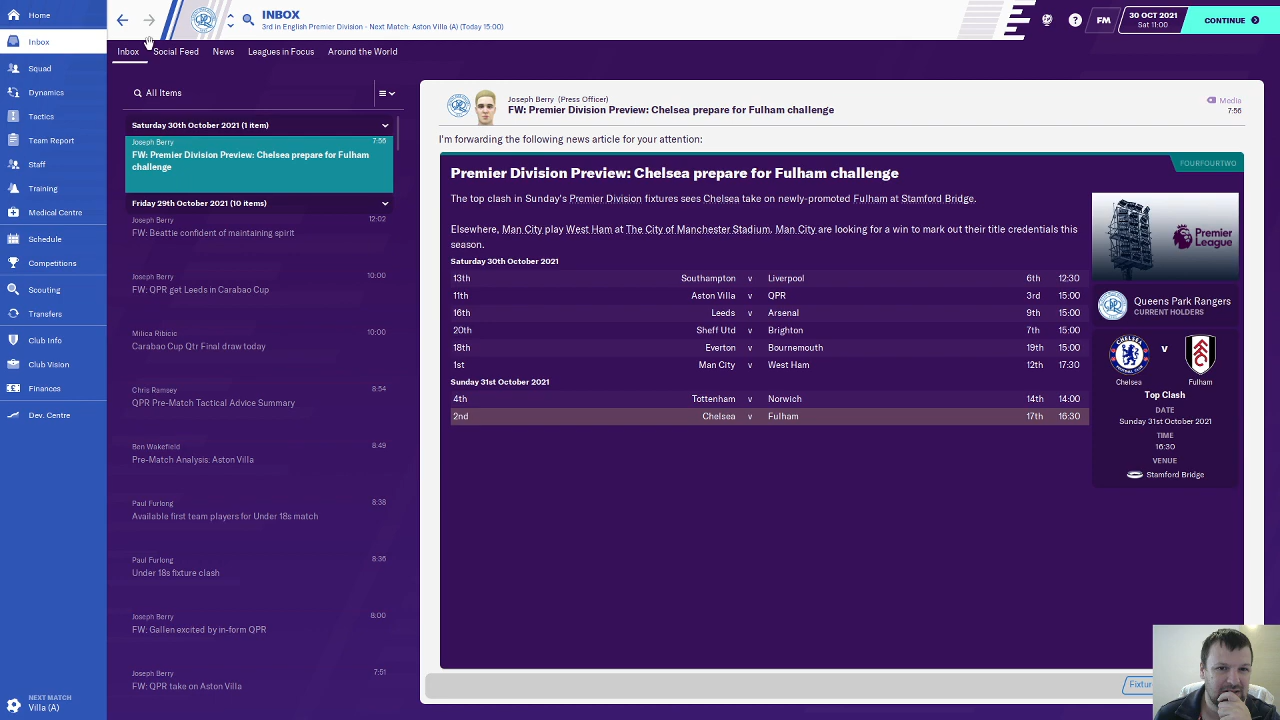 Home
Inbox
Squad
Dynamics
Tactics
Team Report
Staff
Training
Medical Centre
Schedule
Competitions
Scouting
Transfers
Club Info
Club Vision
Finances
Dev. Centre
NEXT MATCH
Villa (A)
INBOX
3rd in English Premier Division - Next Match: Aston Villa (A) (Today 15:00)
?
FM
30 OCT 2021
Sat 11:00
CONTINUE
Inbox
Social Feed
News
Leagues in Focus
Around the World
All Items
Saturday 30th October 2021 (1 item)
Joseph Berry 7:56
FW: Premier Division Preview: Chelsea prepare for Fulham
challenge
Friday 29th October 2021 (10 items)
Joseph Berry 12:02
FW: Beattie confident of maintaining spirit
Joseph Berry 10:00
FW: QPR get Leeds in Carabao Cup
Milica Ribicic 10:00
Carabao Cup Qtr Final draw today
Chris Ramsey 8:54
QPR Pre-Match Tactical Advice Summary
Ben Wakefield 8:49
Pre-Match Analysis: Aston Villa
Paul Furlong 8:38
Available first team players for Under 18s match
Paul Furlong 8:36
Under 18s fixture clash
Joseph Berry 8:00
FW: Gallen excited by in-form QPR
Joseph Berry 7:51
FW: QPR take on Aston Villa
Joseph Berry (Press Officer)
FW: Premier Division Preview: Chelsea prepare for Fulham challenge
Media
7:56
I'm forwarding the following news article for your attention:
FOURFOURTWO
Premier Division Preview: Chelsea prepare for Fulham challenge
The top clash in Sunday's Premier Division fixtures sees Chelsea take on newly-promoted Fulham at Stamford Bridge.
Elsewhere, Man City play West Ham at The City of Manchester Stadium. Man City are looking for a win to mark out their title credentials this
season.
Saturday 30th October 2021
13th Southampton v Liverpool 6th 12:30
11th Aston Villa v QPR 3rd 15:00
16th Leeds v Arsenal 9th 15:00
20th Sheff Utd v Brighton 7th 15:00
18th Everton v Bournemouth 19th 15:00
1st Man City v West Ham 12th 17:30
Sunday 31st October 2021
4th Tottenham v Norwich 14th 14:00
2nd Chelsea v Fulham 17th 16:30
Premier
League
Queens Park Rangers
CURRENT HOLDERS
v
Chelsea
Fulham
Top Clash
DATE
Sunday 31st October 2021
TIME
16:30
VENUE
Stamford Bridge